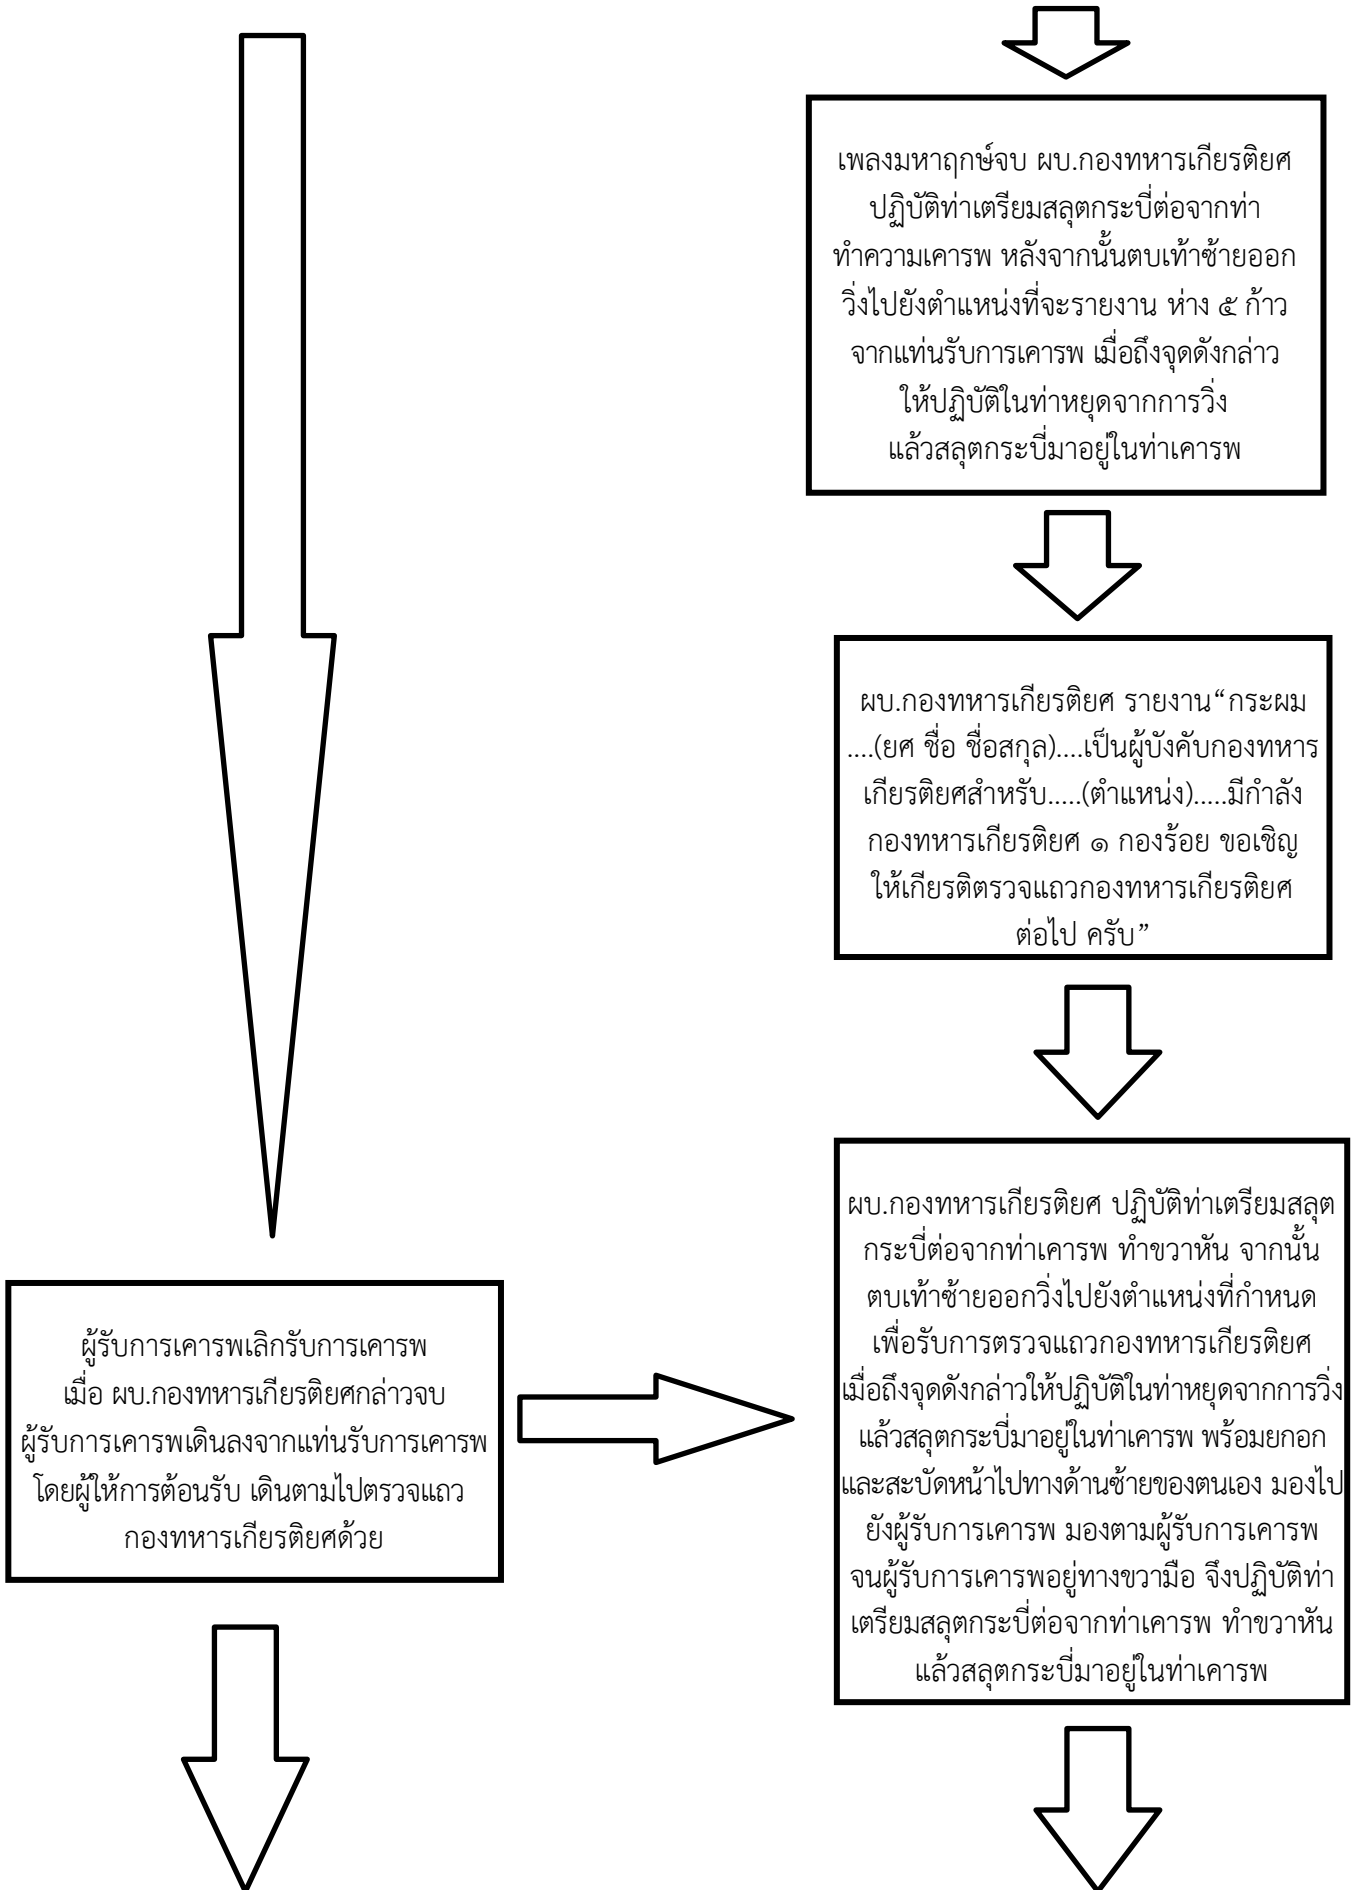 เพลงมหาฤกษ์จบ ผบ.กองทหารเกียรติยศ
ปฏิบัติท่าเตรียมสลุตกระบี่ต่อจากท่า
ทำความเคารพ หลังจากนั้นตบเท้าซ้ายออก
วิ่งไปยังตำแหน่งที่จะรายงาน ห่าง ๕ ก้าว
จากแท่นรับการเคารพ เมื่อถึงจุดดังกล่าว
ให้ปฏิบัติในท่าหยุดจากการวิ่ง
แล้วสลุตกระบี่มาอยู่ในท่าเคารพ
ผบ.กองทหารเกียรติยศ รายงาน“กระผม
....(ยศ ชื่อ ชื่อสกุล)....เป็นผู้บังคับกองทหาร
เกียรติยศสำหรับ.....(ตำแหน่ง).....มีกำลัง
กองทหารเกียรติยศ ๑ กองร้อย ขอเชิญ
ให้เกียรติตรวจแถวกองทหารเกียรติยศ
ต่อไป ครับ”
ผู้รับการเคารพเลิกรับการเคารพ
เมื่อ ผบ.กองทหารเกียรติยศกล่าวจบ
ผู้รับการเคารพเดินลงจากแท่นรับการเคารพ
โดยผู้ให้การต้อนรับ เดินตามไปตรวจแถว
กองทหารเกียรติยศด้วย
ผบ.กองทหารเกียรติยศ ปฏิบัติท่าเตรียมสลุต
กระบี่ต่อจากท่าเคารพ ทำขวาหัน จากนั้น
ตบเท้าซ้ายออกวิ่งไปยังตำแหน่งที่กำหนด
เพื่อรับการตรวจแถวกองทหารเกียรติยศ
เมื่อถึงจุดดังกล่าวให้ปฏิบัติในท่าหยุดจากการวิ่ง
แล้วสลุตกระบี่มาอยู่ในท่าเคารพ พร้อมยกอก
และสะบัดหน้าไปทางด้านซ้ายของตนเอง มองไป
ยังผู้รับการเคารพ มองตามผู้รับการเคารพ
จนผู้รับการเคารพอยู่ทางขวามือ จึงปฏิบัติท่า
เตรียมสลุตกระบี่ต่อจากท่าเคารพ ทำขวาหัน
แล้วสลุตกระบี่มาอยู่ในท่าเคารพ